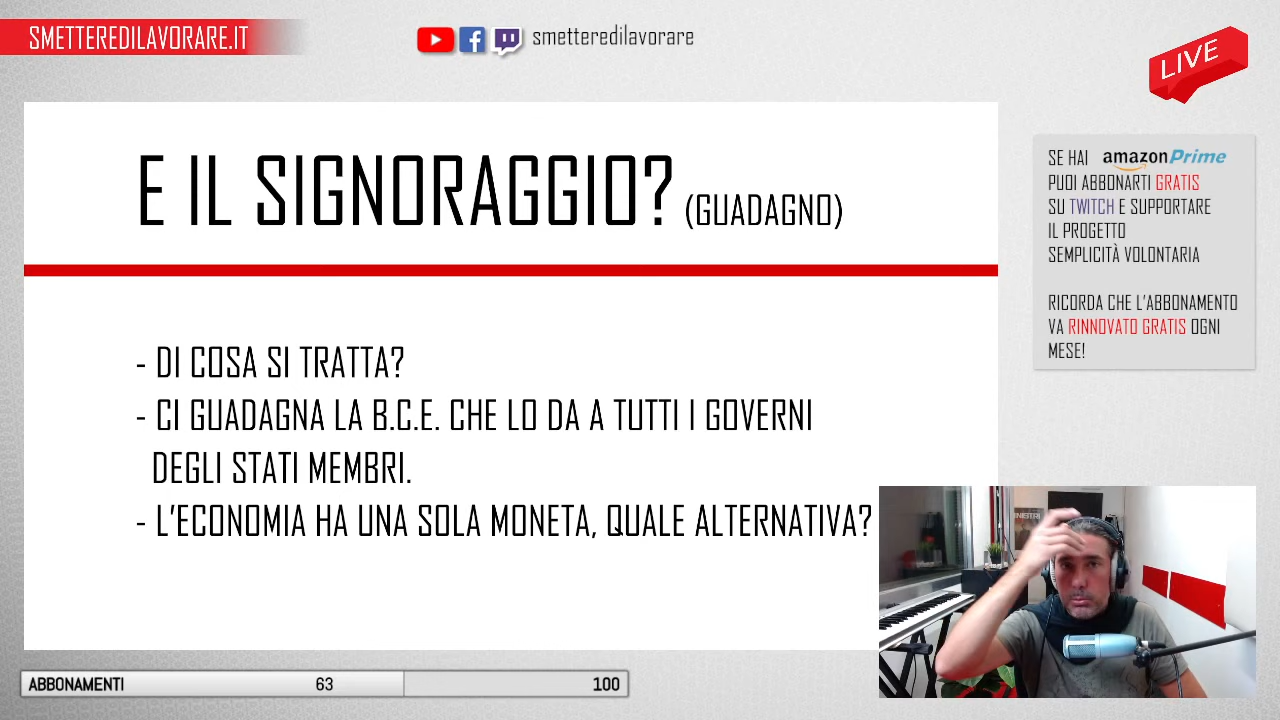 SMETTEREDILAVORARE.IT
smetteredilavorare
LIVE
E IL SIGNORAGGIO? (GUADAGNO)
- DI COSA SI TRATTA?
- CI GUADAGNA LA B.C.E. CHE LO DA A TUTTI I GOVERNI
DEGLI STATI MEMBRI.
- L'ECONOMIA HA UNA SOLA MONETA, QUALE ALTERNATIVA?
SE HAI amazonPrime
PUOI ABBONARTI GRATIS
SU TWITCH E SUPPORTARE
IL PROGETTO
SEMPLICITÀ VOLONTARIA
RICORDA CHE L'ABBONAMENTO
VA RINNOVATO GRATIS OGNI
MESE!
ABBONAMENTI 63 100